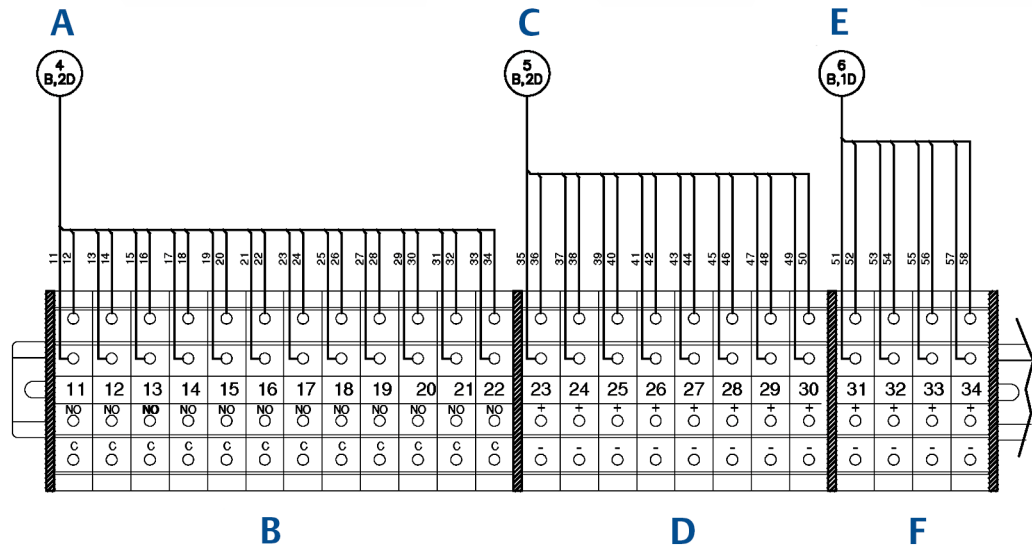 A C E
4 5 6
B,2D B,2D B,1D
11 12 13 14 15 16 17 18 19 20 21 22 23 24 25 26 27 28 29 30 31 32 33 34 35 36 37 38 39 40 41 42 43 44 45 46 47 48 49 50 51 52 53 54 55 56 57 58
11 12 13 14 15 16 17 18 19 20 21 22 23 24 25 26 27 28 29 30 31 32 33 34
NO NO NO NO NO NO NO NO NO NO NO NO + + + + + + + + + + + +
C C C C C C C C C C C C - - - - - - - - - - - -
B D F